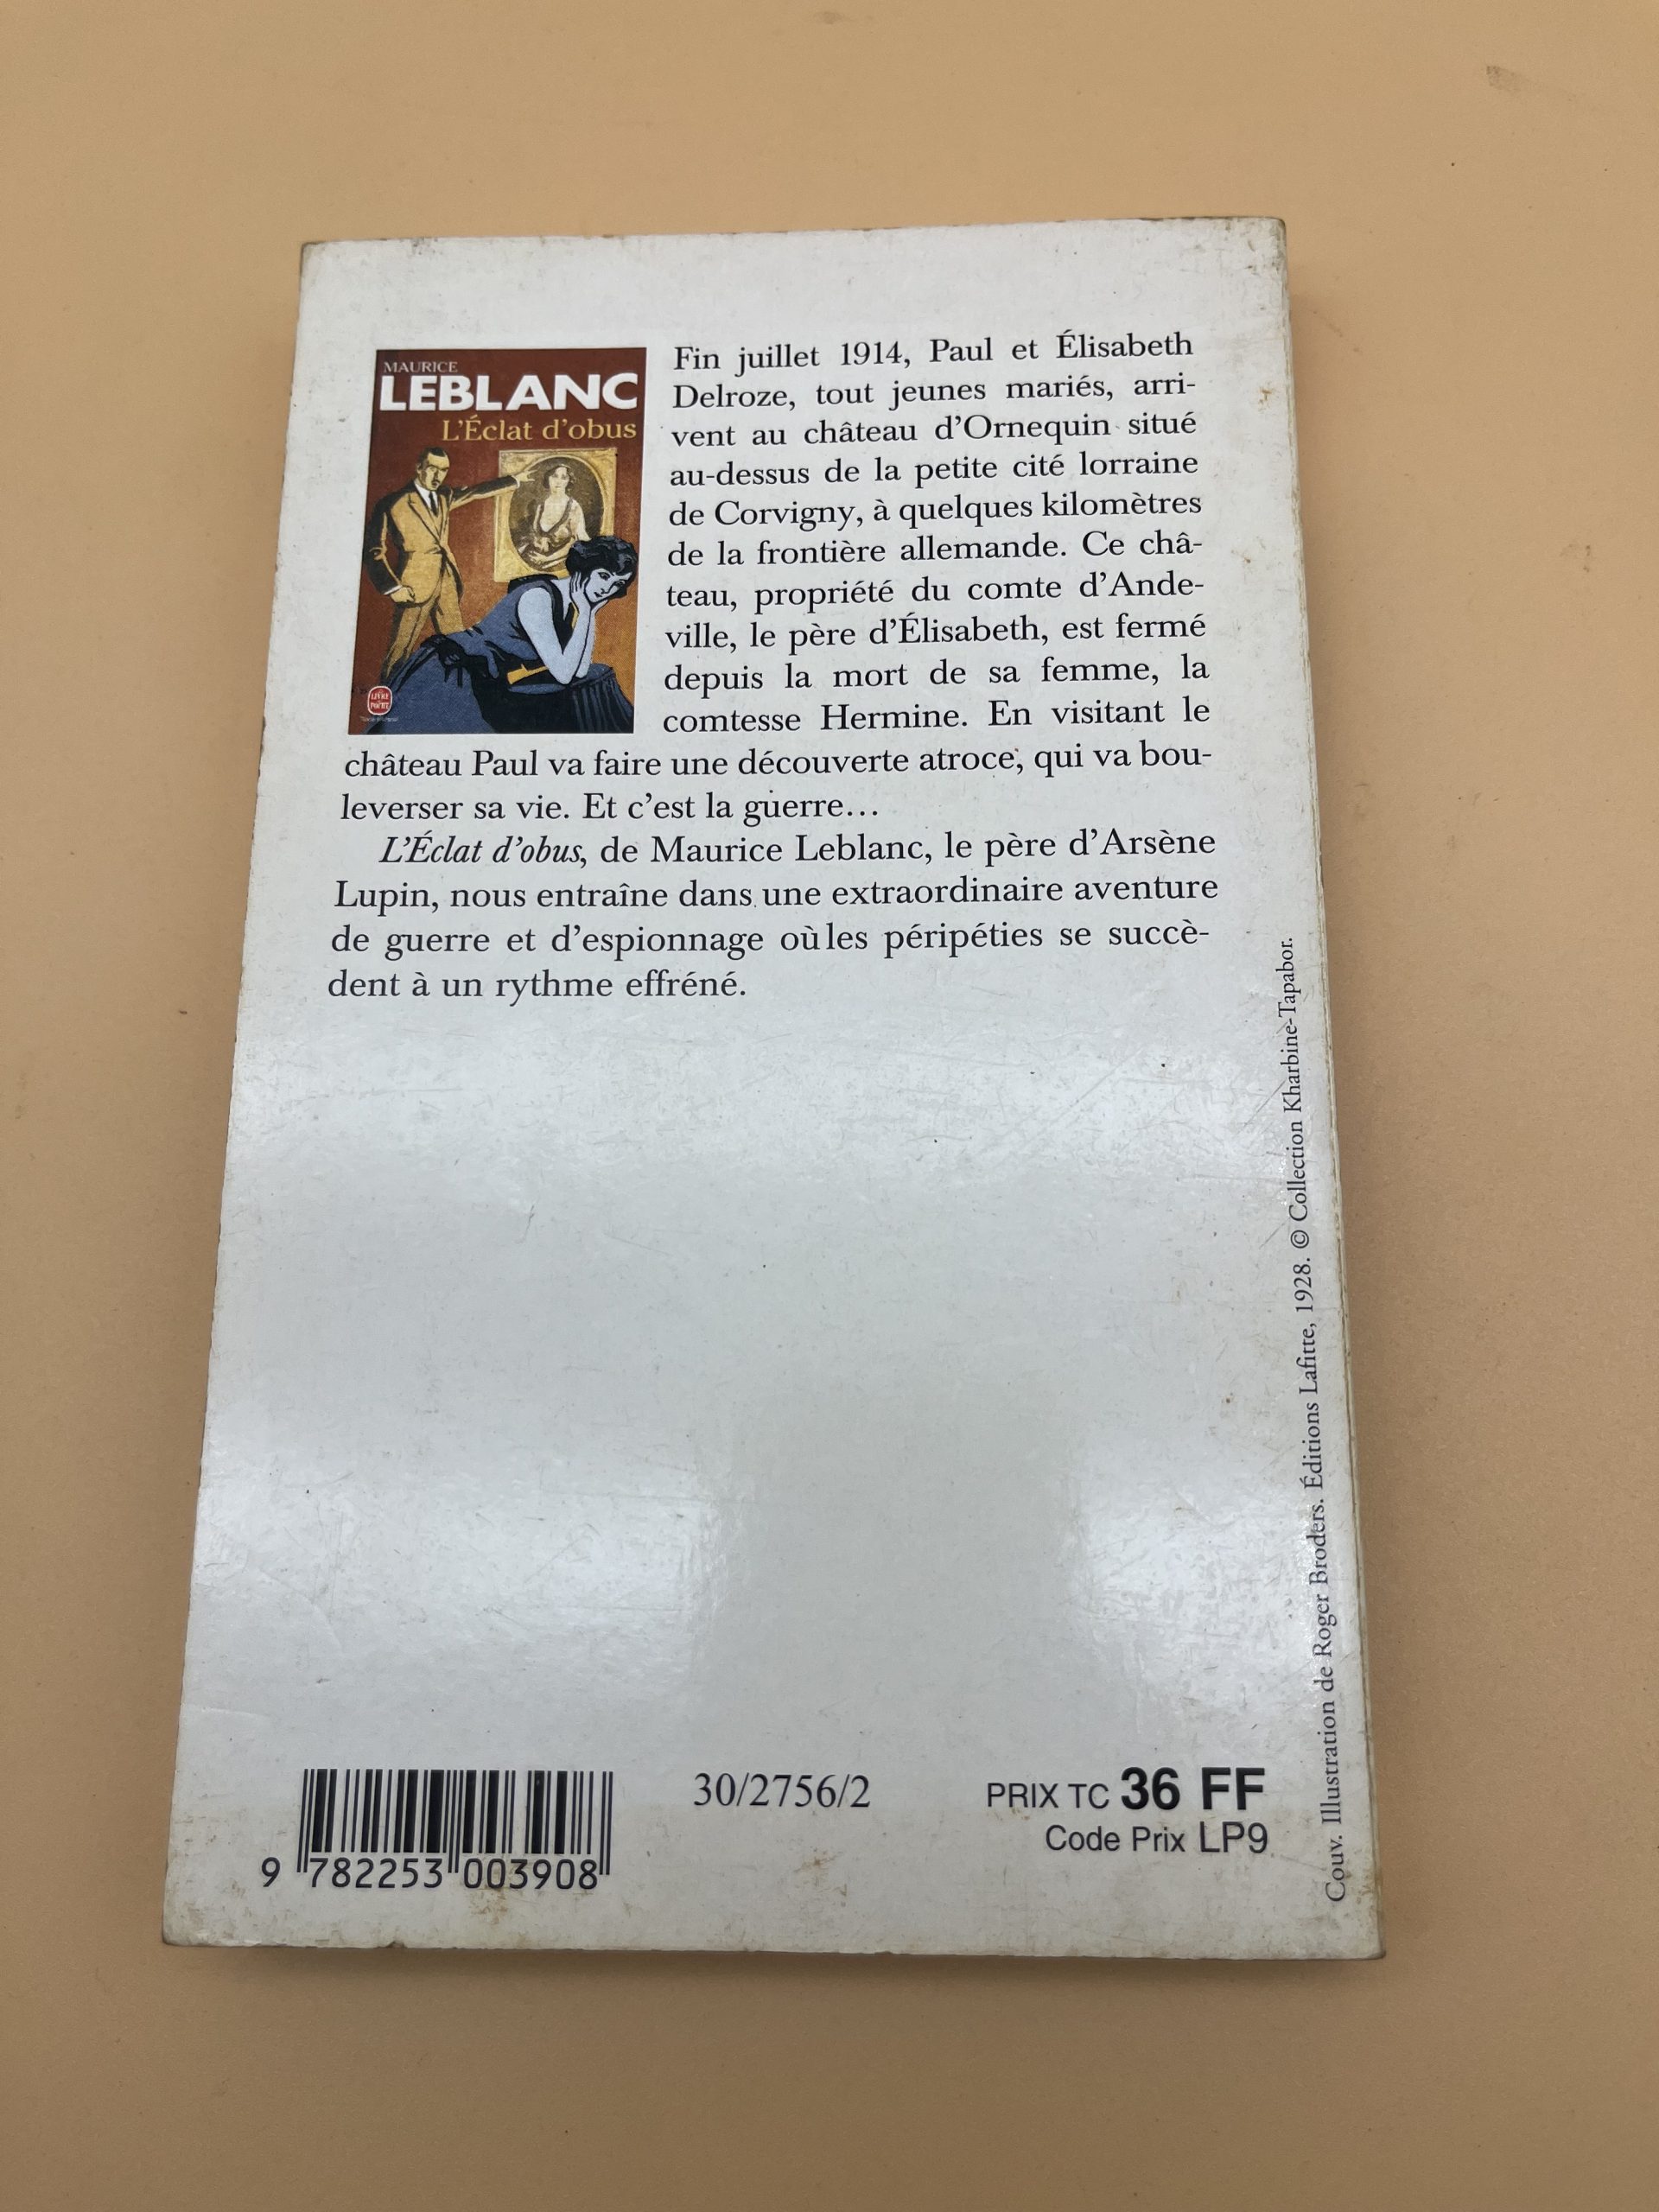 MAURICE
LEBLANC
L'Éclat d'obus
LE
LIVRE
DE
POCHE
Fin juillet 1914, Paul et Élisabeth
Delroze, tout jeunes mariés, arri-
vent au château d'Ornequin situé
au-dessus de la petite cité lorraine
de Corvigny, à quelques kilomètres
de la frontière allemande. Ce châ-
teau, propriété du comte d'Ande-
ville, le père d'Élisabeth, est fermé
depuis la mort de sa femme, la
comtesse Hermine. En visitant le
château Paul va faire une découverte atroce, qui va bou-
leverser sa vie. Et c'est la guerre…
L'Éclat d'obus, de Maurice Leblanc, le père d'Arsène
Lupin, nous entraîne dans une extraordinaire aventure
de guerre et d'espionnage où les péripéties se succè-
dent à un rythme effréné.
Couv. Illustration de Roger Broders. Éditions Lafitte, 1928. © Collection Kharbine-Tapabor.
9 782253 003908
30/2756/2
PRIX TC 36 FF
Code Prix LP9